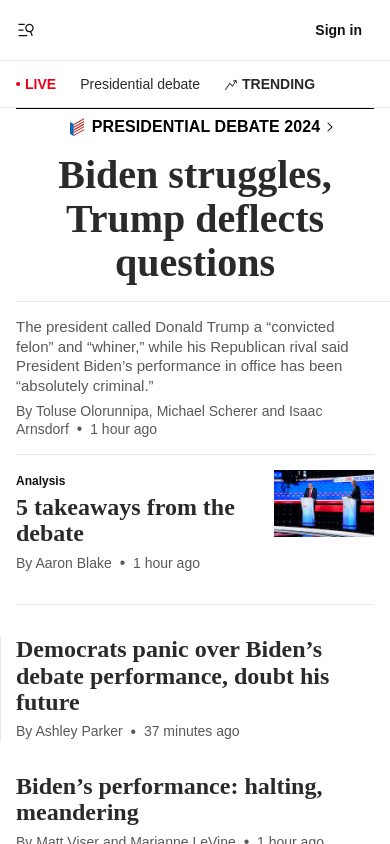 Sign in
• LIVE Presidential debate TRENDING
PRESIDENTIAL DEBATE 2024
Biden struggles,
Trump deflects
questions
The president called Donald Trump a “convicted
felon” and “whiner,” while his Republican rival said
President Biden’s performance in office has been
“absolutely criminal.”
By Toluse Olorunnipa, Michael Scherer and Isaac
Arnsdorf • 1 hour ago
Analysis
5 takeaways from the
debate
By Aaron Blake • 1 hour ago
Democrats panic over Biden’s
debate performance, doubt his
future
By Ashley Parker • 37 minutes ago
Biden’s performance: halting,
meandering
By Matt Viser and Marianne LeVine • 1 hour ago